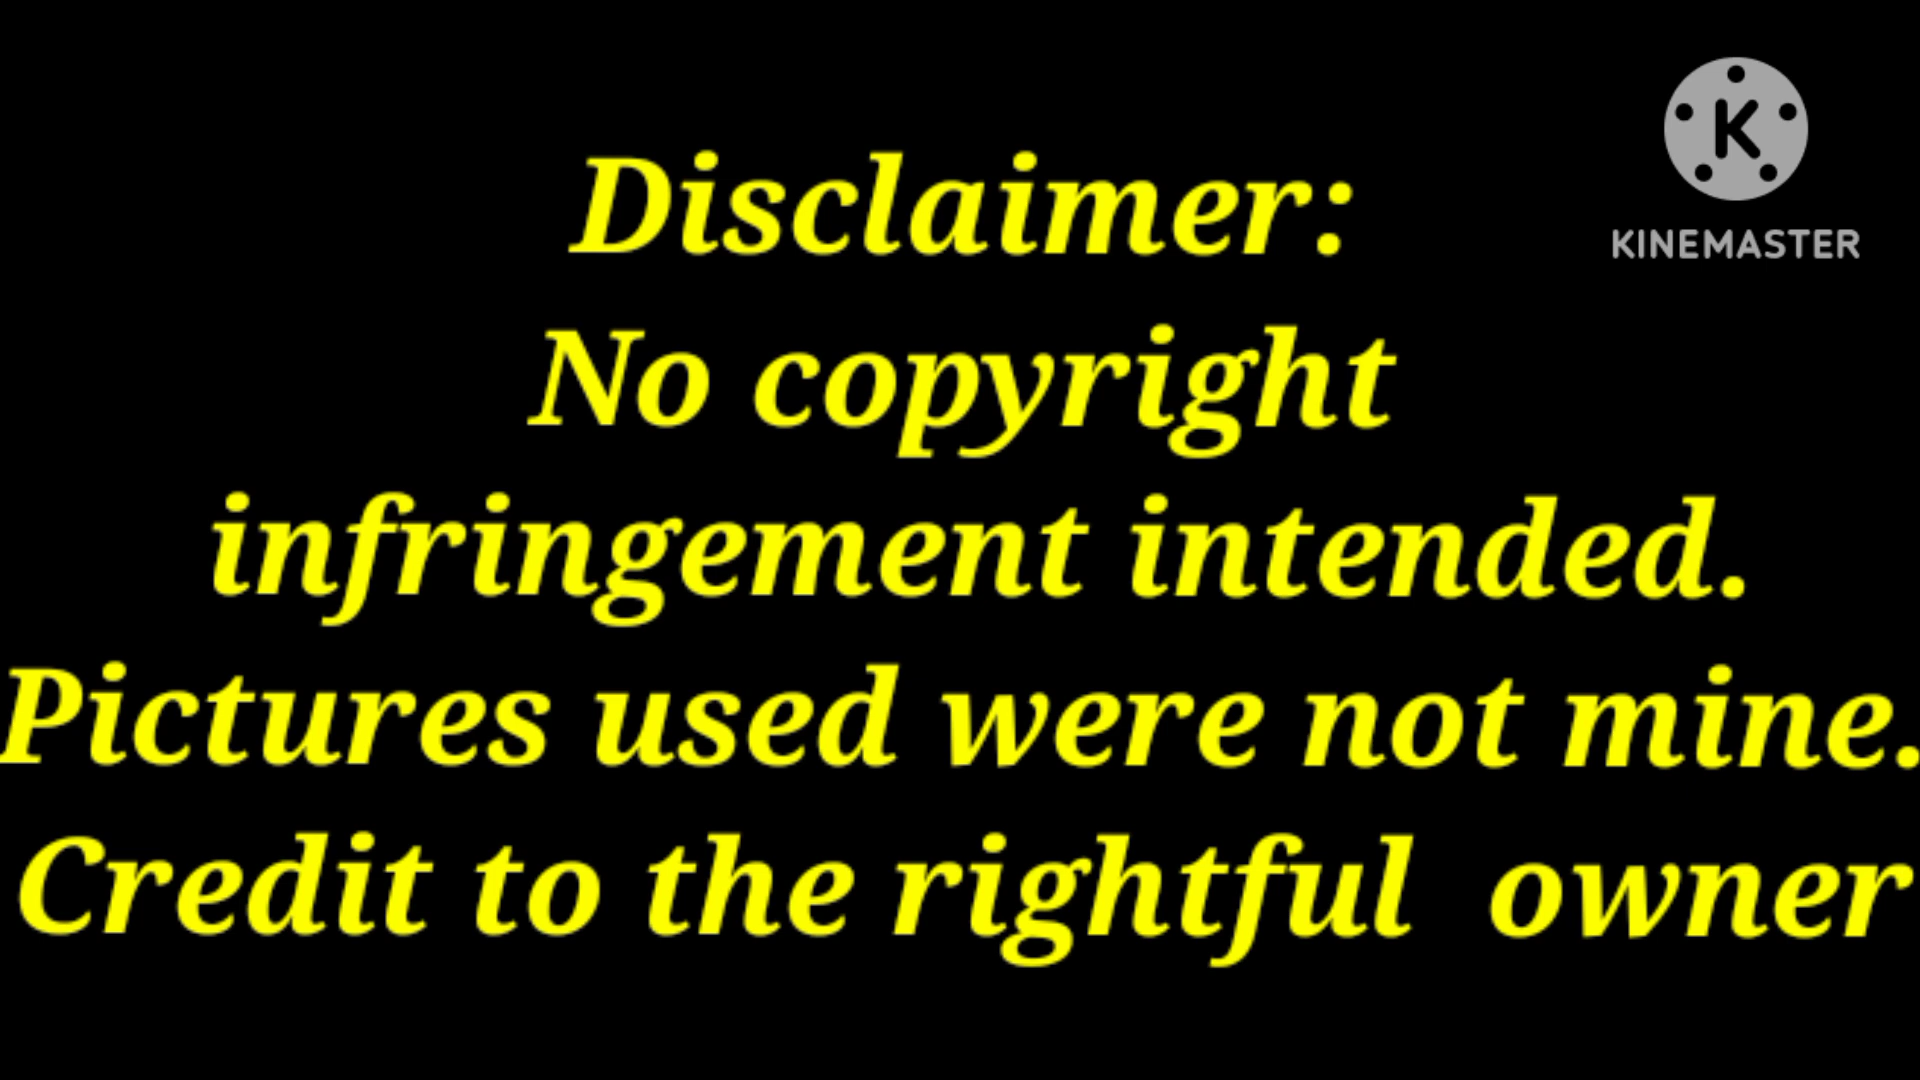 K
KINEMASTER
Disclaimer:
No copyright
infringement intended.
Pictures used were not mine.
Credit to the rightful  owner